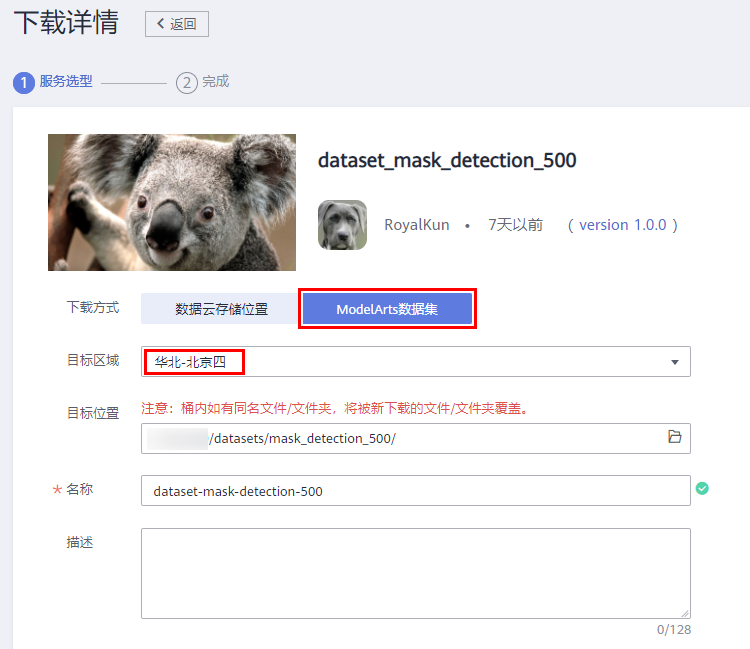 下载详情 返回
1 服务选型 2 完成
dataset_mask_detection_500
RoyalKun • 7天以前 ( version 1.0.0 )
下载方式 数据云存储位置 ModelArts数据集
目标区域 华北-北京四
目标位置 注意：桶内如有同名文件/文件夹，将被新下载的文件/文件夹覆盖。
/datasets/mask_detection_500/
* 名称 dataset-mask-detection-500
描述
0/128